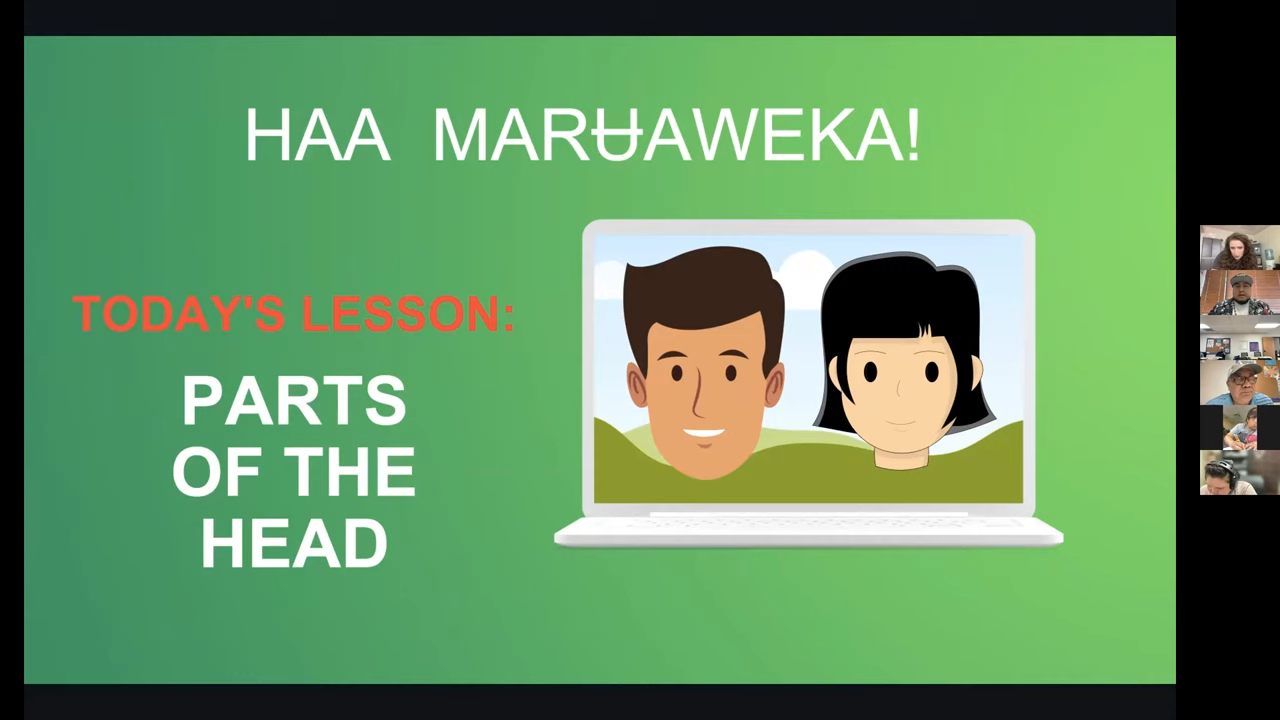 HAA MARɄAWEKA!
TODAY'S LESSON:
PARTS
OF THE
HEAD